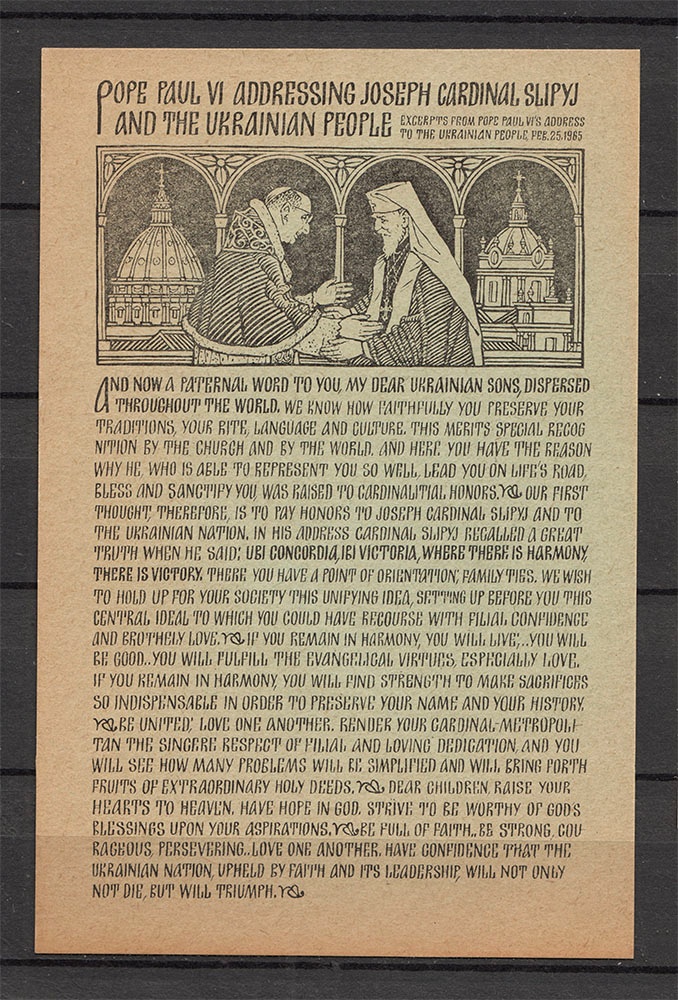 POPE PAUL VI ADDRESSING JOSEPH CARDINAL SLIPYJ
AND THE UKRAINIAN PEOPLE
EXCERPTS FROM POPE PAUL VI'S ADDRESS
TO THE UKRAINIAN PEOPLE, FEB. 25, 1965
AND NOW A PATERNAL WORD TO YOU, MY DEAR UKRAINIAN SONS, DISPERSED
THROUGHOUT THE WORLD. WE KNOW HOW FAITHFULLY YOU PRESERVE YOUR
TRADITIONS, YOUR RITE, LANGUAGE AND CULTURE. THIS MERITS SPECIAL RECOG
NITION BY THE CHURCH AND BY THE WORLD. AND HERE YOU HAVE THE REASON
WHY HE, WHO IS ABLE TO REPRESENT YOU SO WELL, LEAD YOU ON LIFE'S ROAD,
BLESS AND SANCTIFY YOU, WAS RAISED TO CARDINALITIAL HONORS. OUR FIRST
THOUGHT, THEREFORE, IS TO PAY HONORS TO JOSEPH CARDINAL SLIPYJ AND TO
THE UKRAINIAN NATION. IN HIS ADDRESS CARDINAL SLIPYJ RECALLED A GREAT
TRUTH WHEN HE SAID: UBI CONCORDIA, IBI VICTORIA, WHERE THERE IS HARMONY,
THERE IS VICTORY. THERE YOU HAVE A POINT OF ORIENTATION; FAMILY TIES. WE WISH
TO HOLD UP FOR YOUR SOCIETY THIS UNIFYING IDEA, SETTING UP BEFORE YOU THIS
CENTRAL IDEAL TO WHICH YOU COULD HAVE RECOURSE WITH FILIAL CONFIDENCE
AND BROTHELY LOVE. IF YOU REMAIN IN HARMONY, YOU WILL LIVE;..YOU WILL
BE GOOD..YOU WILL FULFILL THE EVANGELICAL VIRTUES, ESPECIALLY LOVE.
IF YOU REMAIN IN HARMONY, YOU WILL FIND STRENGTH TO MAKE SACRIFICES
SO INDISPENSABLE IN ORDER TO PRESERVE YOUR NAME AND YOUR HISTORY.
BE UNITED; LOVE ONE ANOTHER. RENDER YOUR CARDINAL-METROPOLI-
TAN THE SINCERE RESPECT OF FILIAL AND LOVING DEDICATION, AND YOU
WILL SEE HOW MANY PROBLEMS WILL BE SIMPLIFIED AND WILL BRING FORTH
FRUITS OF EXTRAORDINARY HOLY DEEDS. DEAR CHILDREN, RAISE YOUR
HEARTS TO HEAVEN. HAVE HOPE IN GOD. STRIVE TO BE WORTHY OF GOD'S
BLESSINGS UPON YOUR ASPIRATIONS. BE FULL OF FAITH..BE STRONG, COU
RAGEOUS, PERSEVERING..LOVE ONE ANOTHER. HAVE CONFIDENCE THAT THE
UKRAINIAN NATION, UPHELD BY FAITH AND ITS LEADERSHIP, WILL NOT ONLY
NOT DIE, BUT WILL TRIUMPH.